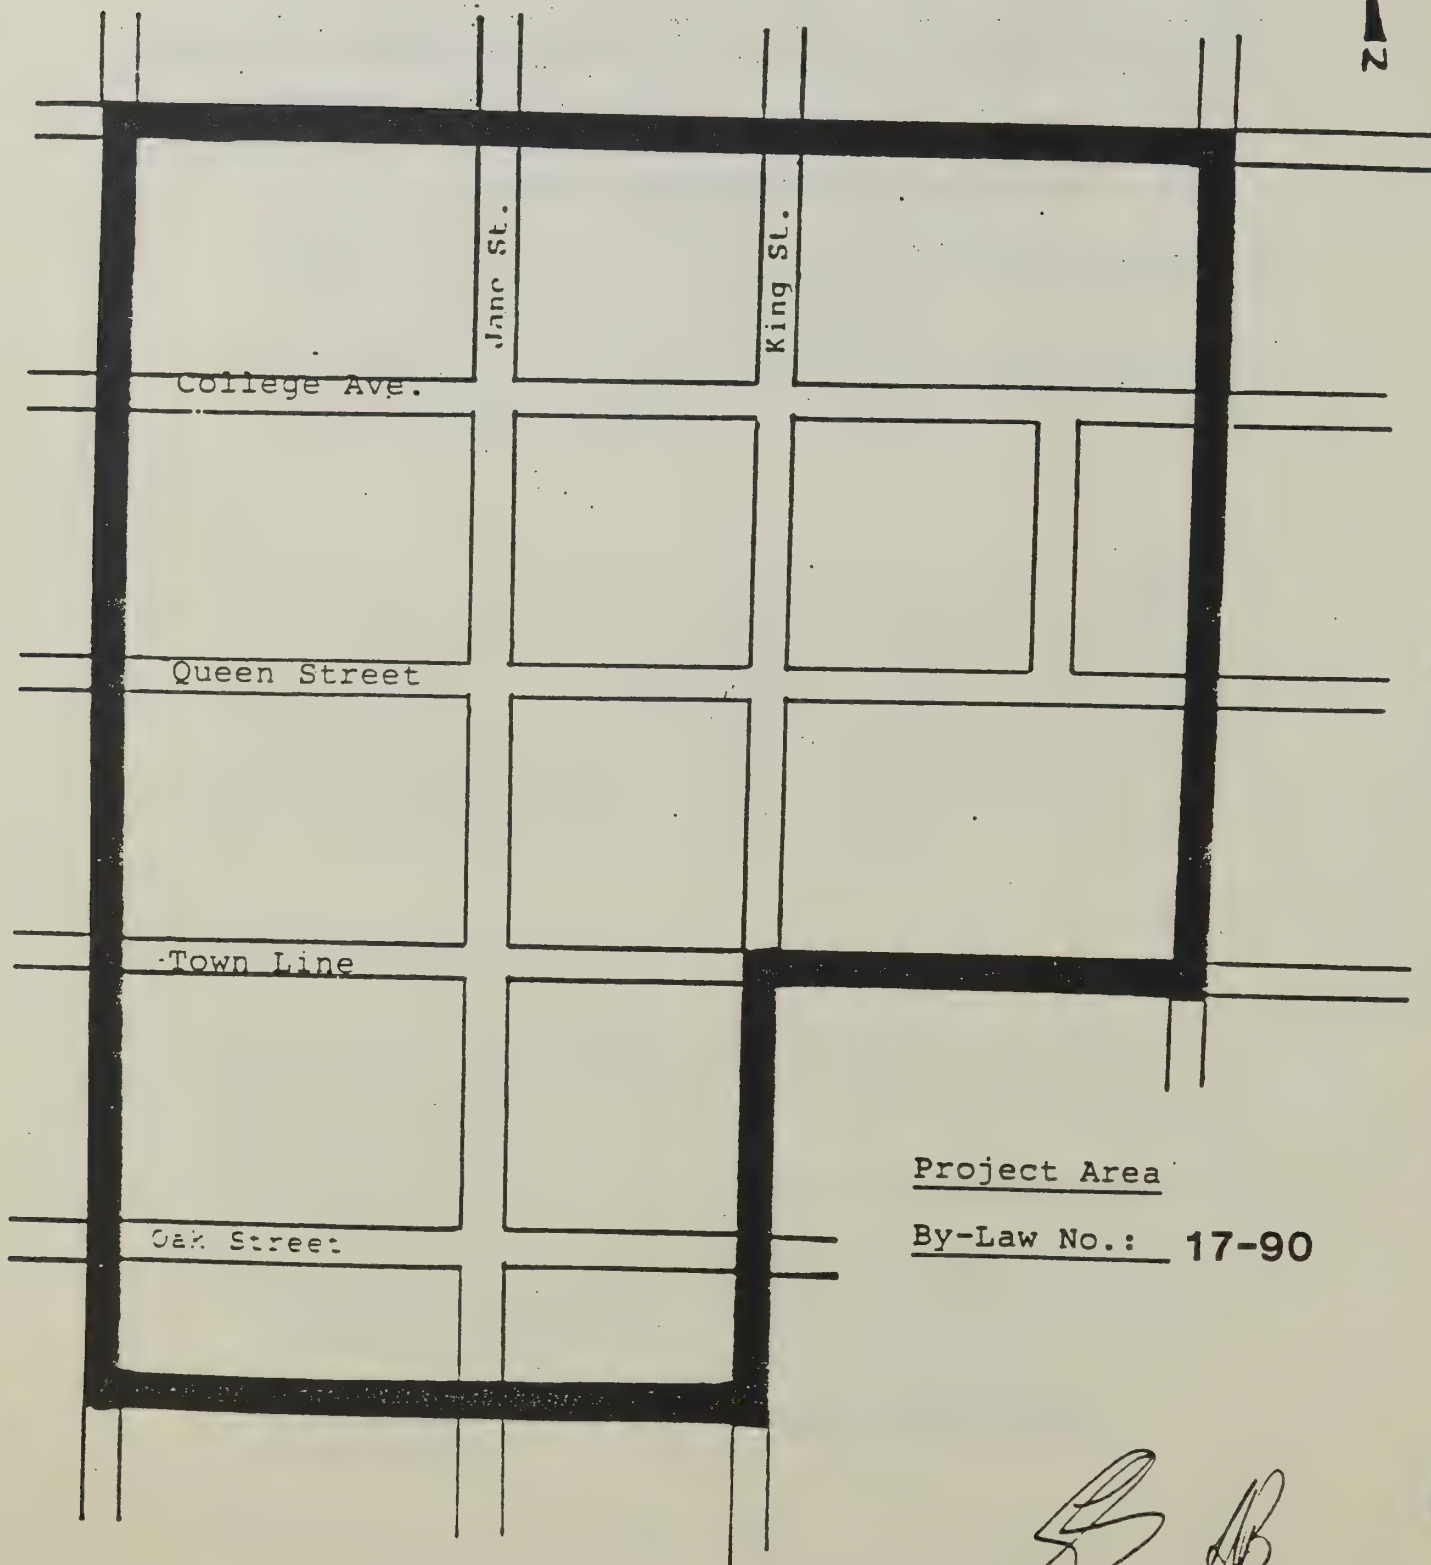 N
Jane St.
King St.
College Ave.
Queen Street
Town Line
Oak Street
Project Area
By-Law No.: 17-90